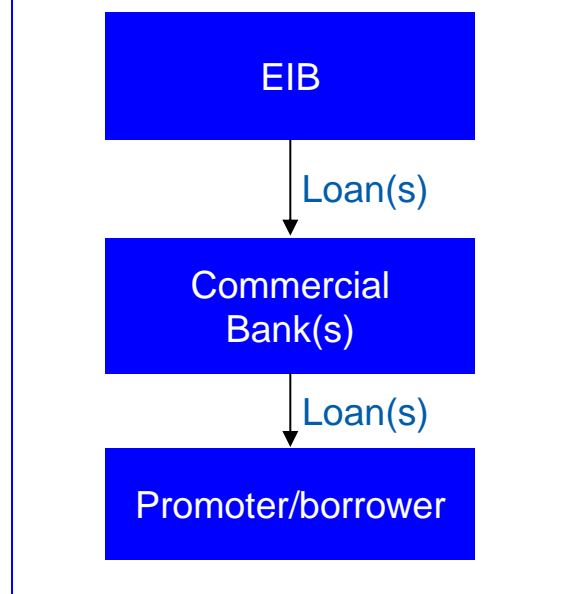 EIB
Loan(s)
Commercial
Bank(s)
Loan(s)
Promoter/borrower